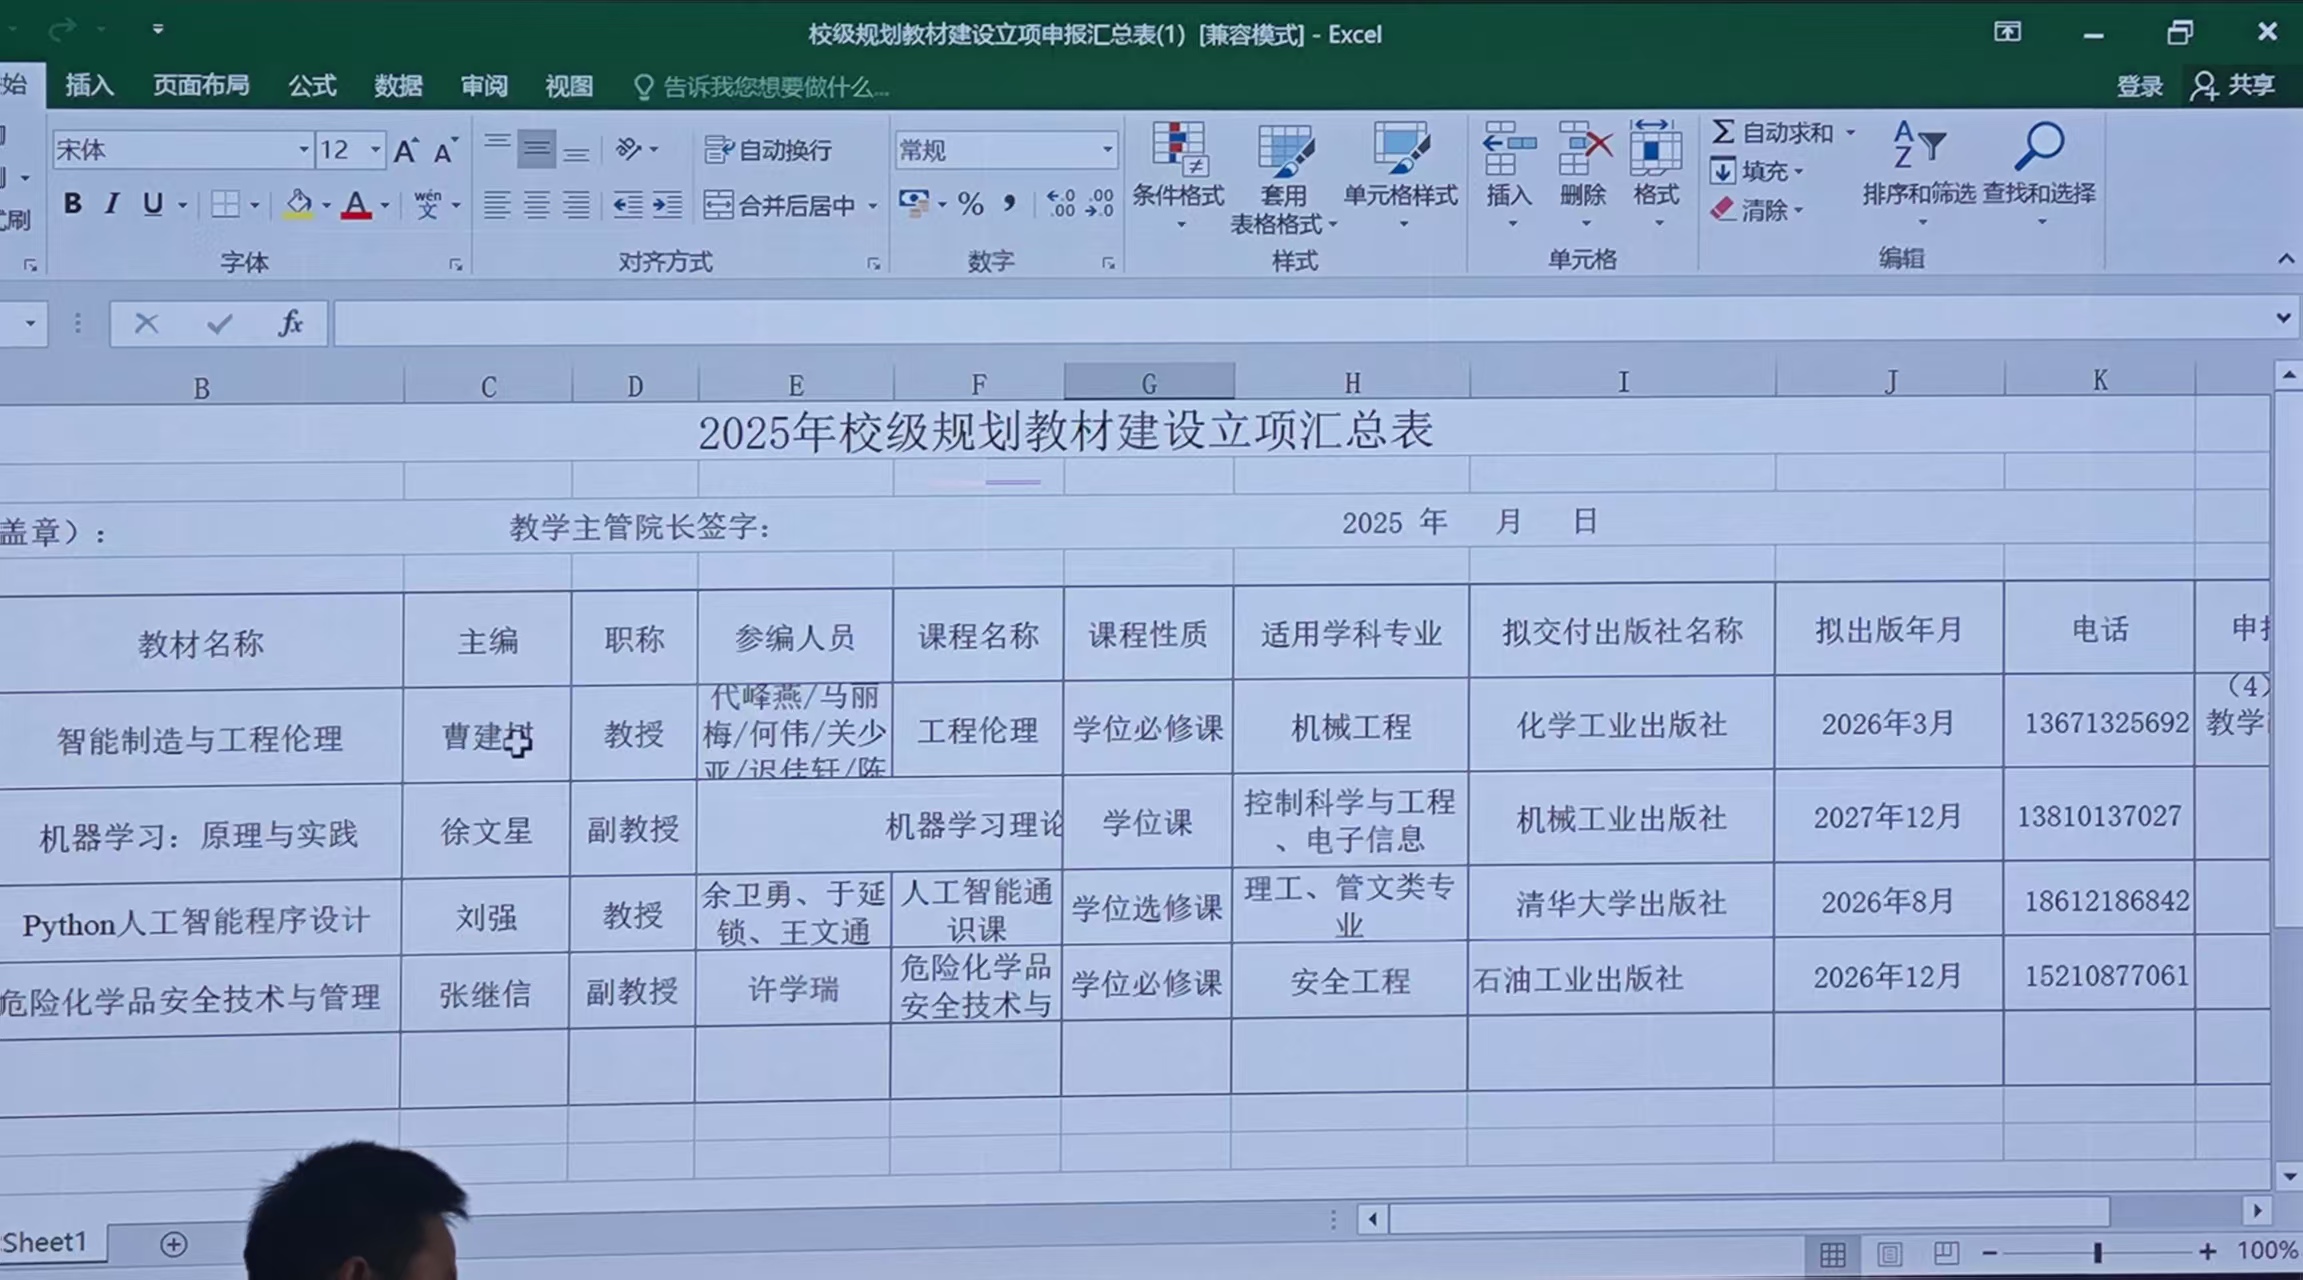 校级规划教材建设立项申报汇总表(1) [兼容模式] - Excel
插入 页面布局 公式 数据 审阅 视图 告诉我您想要做什么... 登录 共享
宋体 12 自动换行 常规 条件格式 套用表格格式 单元格样式 插入 删除 格式 自动求和 填充 清除 排序和筛选 查找和选择
B I U wén 文 合并后居中 %
字体 对齐方式 数字 样式 单元格 编辑
fx
B C D E F G H I J K
2025年校级规划教材建设立项汇总表
盖章）： 教学主管院长签字： 2025 年 月 日
教材名称 主编 职称 参编人员 课程名称 课程性质 适用学科专业 拟交付出版社名称 拟出版年月 电话
智能制造与工程伦理 曹建 教授 代峰燕/马丽梅/何伟/关少亚/迟佳轩/陈 工程伦理 学位必修课 机械工程 化学工业出版社 2026年3月 13671325692 （4） 教学
机器学习：原理与实践 徐文星 副教授 机器学习理论 学位课 控制科学与工程、电子信息 机械工业出版社 2027年12月 13810137027
Python人工智能程序设计 刘强 教授 余卫勇、于延锁、王文通 人工智能通识课 学位选修课 理工、管文类专业 清华大学出版社 2026年8月 18612186842
危险化学品安全技术与管理 张继信 副教授 许学瑞 危险化学品安全技术与 学位必修课 安全工程 石油工业出版社 2026年12月 15210877061
Sheet1
100%